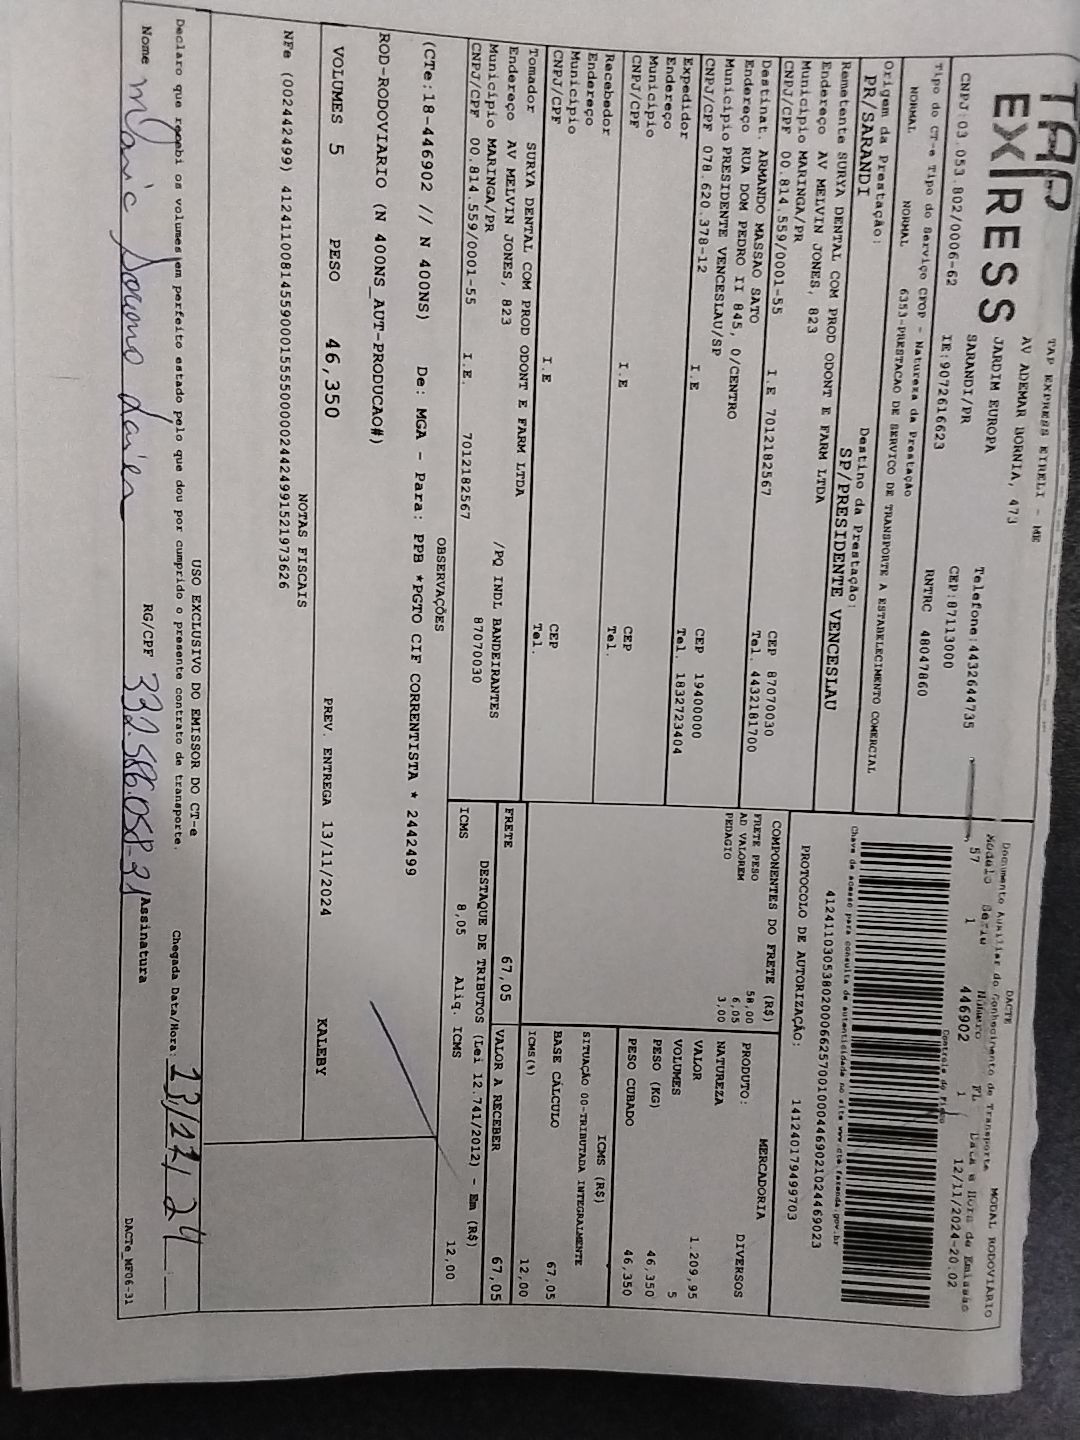 TAP
EXPRESS
TAP EXPRESS EIRELI - ME
AV ADEMAR BORNIA, 473
JARDIM EUROPA
SARANDI/PR
Telefone:4432644735
CEP:87113000
CNPJ:03.053.802/0006-62 IE:9072616623 RNTRC 48047860
Tipo do CT-e Tipo do Serviço CFOP - Natureza da Prestação
NORMAL NORMAL 6353-PRESTACAO DE SERVICO DE TRANSPORTE A ESTABELECIMENTO COMERCIAL
Origem da Prestação: Destino da Prestação:
PR/SARANDI SP/PRESIDENTE VENCESLAU
DACTE MODAL RODOVIÁRIO
Documento Auxiliar do Conhecimento de Transporte
Modelo Série Número FL Data e Hora de Emissão
57 1 446902 1 12/11/2024-20:02
Controle do Fisco
Chave de acesso para consulta de autenticidade no site www.cte.fazenda.gov.br
41241103053802000662570010004469021024469023
PROTOCOLO DE AUTORIZAÇÃO: 141240179499703
Remetente SURYA DENTAL COM PROD ODONT E FARM LTDA
Endereço AV MELVIN JONES, 823
Município MARINGA/PR CEP 87070030
CNPJ/CPF 00.814.559/0001-55 I.E 7012182567 Tel. 4432181700
Destinat. ARMANDO MASSAO SATO
Endereço RUA DOM PEDRO II 845, 0/CENTRO
Município PRESIDENTE VENCESLAU/SP CEP 19400000
CNPJ/CPF 078.620.378-12 I.E Tel. 1832723404
Expedidor
Endereço
Município CEP
CNPJ/CPF I.E Tel.
Recebedor
Endereço
Município CEP
CNPJ/CPF I.E Tel.
Tomador SURYA DENTAL COM PROD ODONT E FARM LTDA
Endereço AV MELVIN JONES, 823 /PQ INDL BANDEIRANTES
Município MARINGA/PR 87070030
CNPJ/CPF 00.814.559/0001-55 I.E. 7012182567
COMPONENTES DO FRETE (R$)
FRETE PESO 58,00
AD VALOREM 6,05
PEDAGIO 3,00
MERCADORIA
PRODUTO: DIVERSOS
NATUREZA
VALOR 1.209,95
VOLUMES 5
PESO (KG) 46,350
PESO CUBADO 46,350
ICMS (R$)
SITUAÇÃO 00-TRIBUTADA INTEGRALMENTE
BASE CÁLCULO 67,05
ICMS(%) 12,00
FRETE 67,05 VALOR A RECEBER 67,05
DESTAQUE DE TRIBUTOS (Lei 12.741/2012) - Em (R$)
ICMS 8,05 Aliq. ICMS 12,00
OBSERVAÇÕES
(CTe:18-446902 // N 400NS) De: MGA - Para: PPB *PGTO CIF CORRENTISTA * 2442499
ROD-RODOVIARIO (N 400NS_AUT-PRODUCAO#)
VOLUMES 5 PESO 46,350 PREV. ENTREGA 13/11/2024 KALEBY
NOTAS FISCAIS
NFe (002442499) 41241100814559000155550000024424991521973626
USO EXCLUSIVO DO EMISSOR DO CT-e
Declaro que recebi os volumes em perfeito estado pelo que dou por cumprido o presente contrato de transporte. Chegada Data/Hora: 13/11/24
Nome RG/CPF 332.586.058-21 Assinatura
DACTe_MF06-31